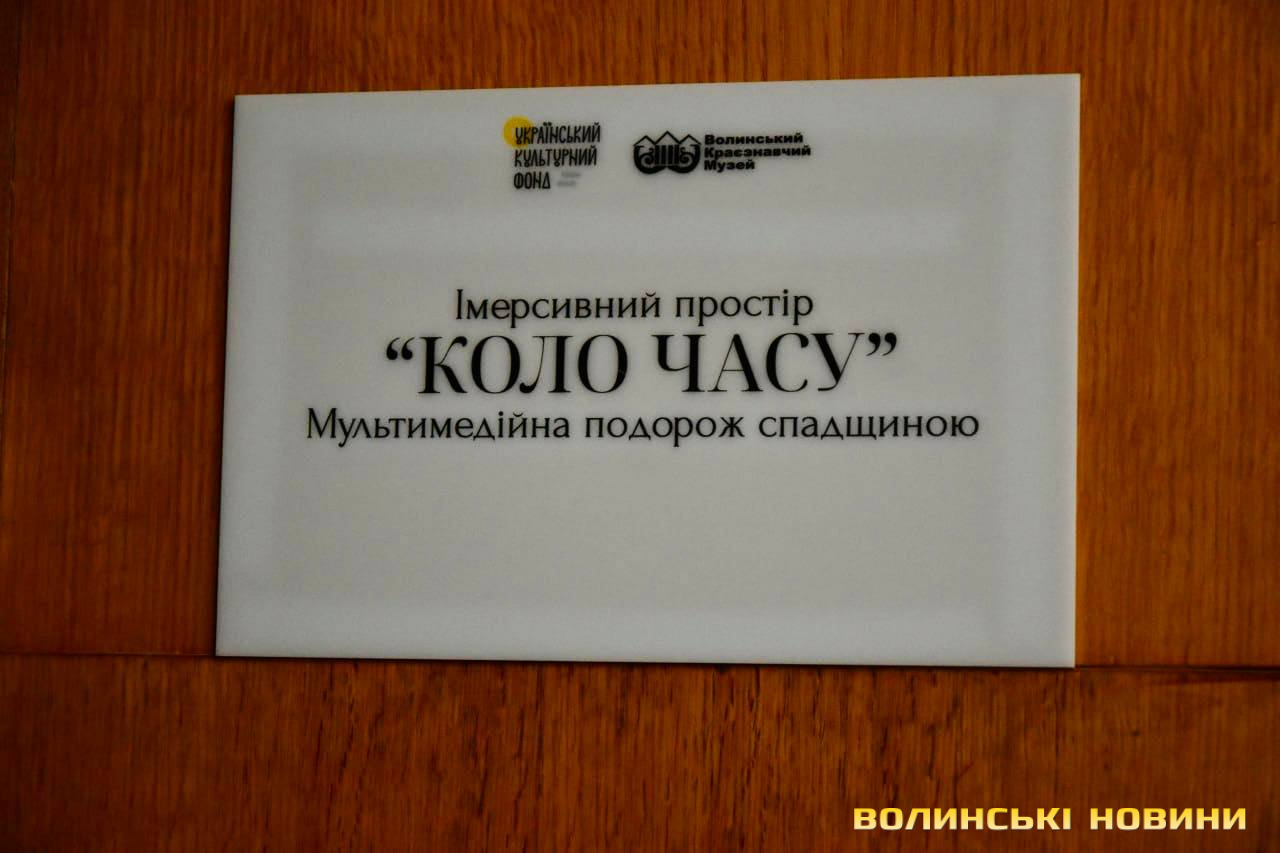 УКРАЇНСЬКИЙ
КУЛЬТУРНИЙ
ФОНД
Волинський
Краєзнавчий
Музей
Імерсивний простір
“КОЛО ЧАСУ”
Мультимедійна подорож спадщиною
ВОЛИНСЬКІ НОВИНИ